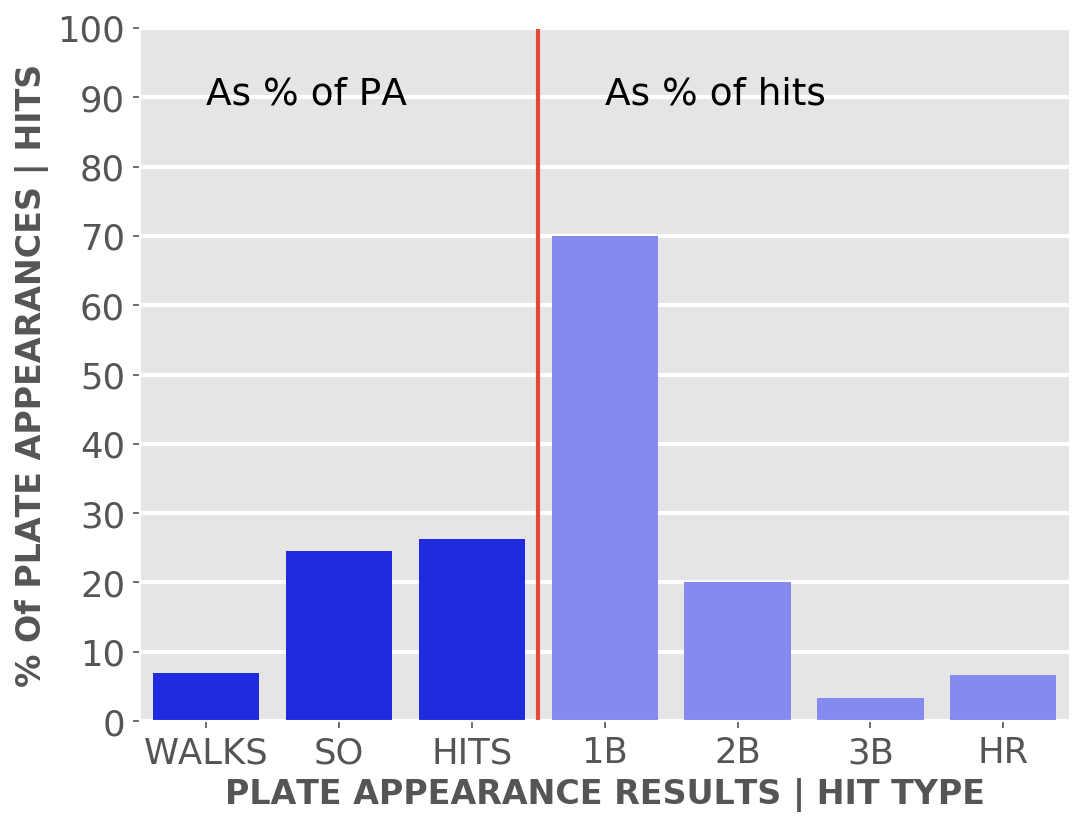 100
90
80
70
60
50
40
30
20
10
0
% Of PLATE APPEARANCES | HITS
As % of PA
As % of hits
WALKS SO HITS 1B 2B 3B HR
PLATE APPEARANCE RESULTS | HIT TYPE